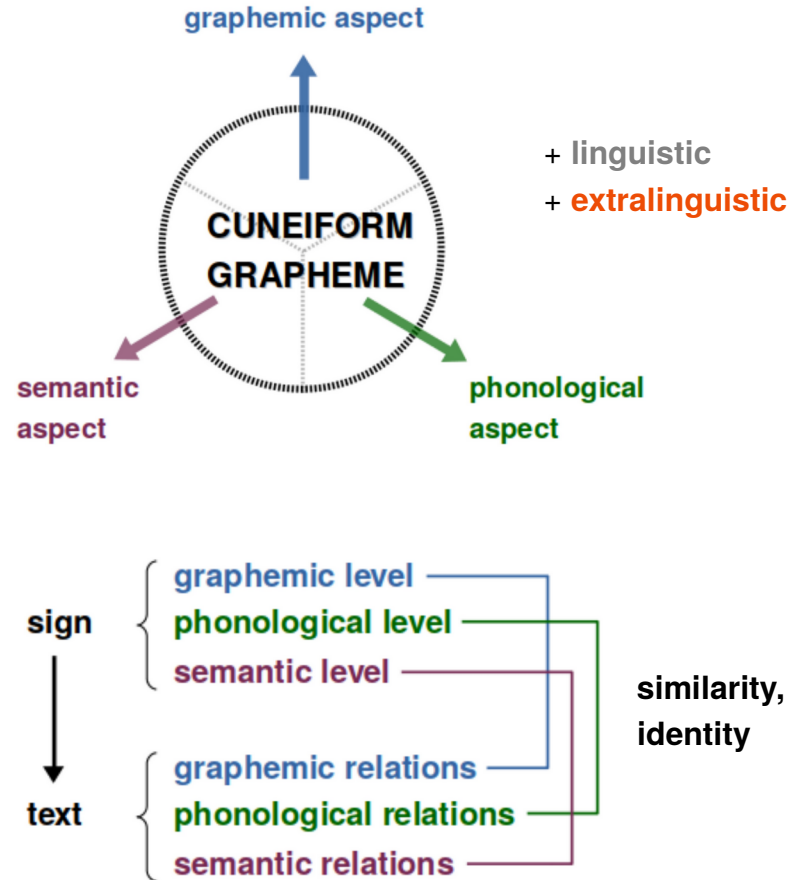 graphemic aspect
+ linguistic
+ extralinguistic
CUNEIFORM
GRAPHEME
semantic
aspect
phonological
aspect
sign
graphemic level
phonological level
semantic level
similarity,
identity
text
graphemic relations
phonological relations
semantic relations